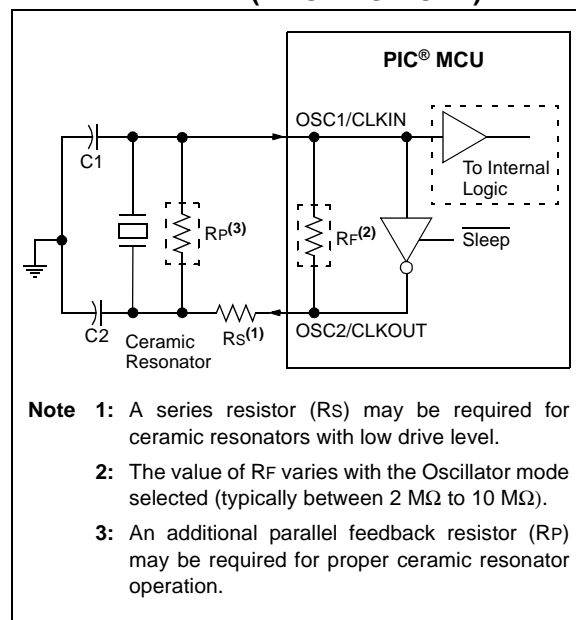 PIC® MCU
OSC1/CLKIN
C1
To Internal
Logic
RP(3)
RF(2)
Sleep
C2
Ceramic
Resonator
RS(1)
OSC2/CLKOUT
Note 1: A series resistor (RS) may be required for
ceramic resonators with low drive level.
2: The value of RF varies with the Oscillator mode
selected (typically between 2 MΩ to 10 MΩ).
3: An additional parallel feedback resistor (RP)
may be required for proper ceramic resonator
operation.